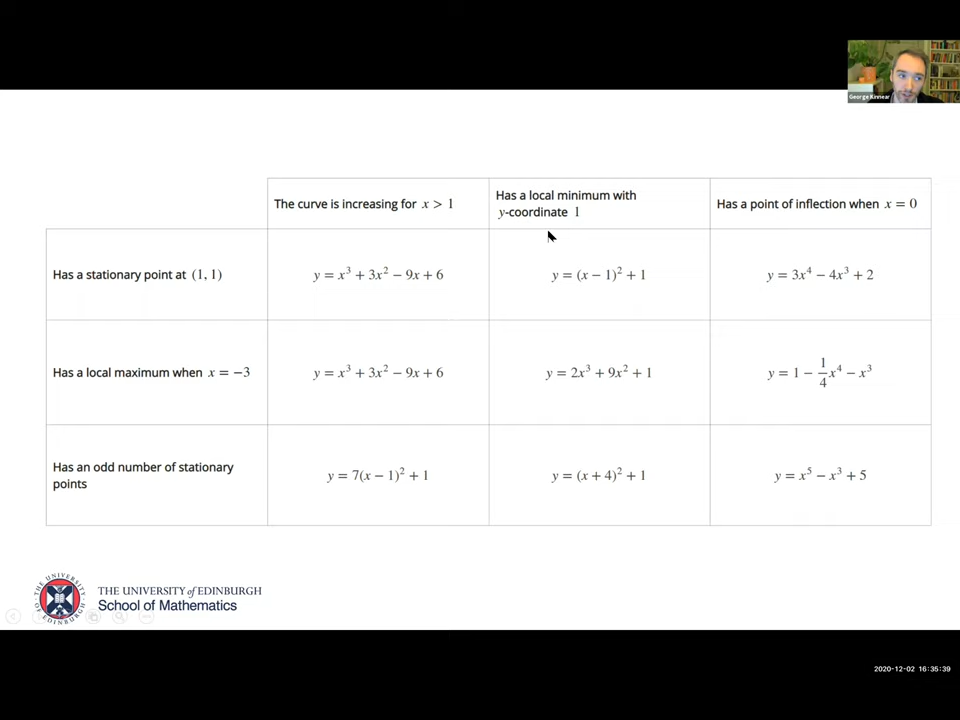 George Kinnear
The curve is increasing for x > 1
Has a local minimum with
y-coordinate 1
Has a point of inflection when x = 0
Has a stationary point at (1, 1)
y = x³ + 3x² − 9x + 6
y = (x − 1)² + 1
y = 3x⁴ − 4x³ + 2
Has a local maximum when x = −3
y = x³ + 3x² − 9x + 6
y = 2x³ + 9x² + 1
y = 1 − 1/4 x⁴ − x³
Has an odd number of stationary
points
y = 7(x − 1)² + 1
y = (x + 4)² + 1
y = x⁵ − x³ + 5
THE UNIVERSITY of EDINBURGH
School of Mathematics
2020-12-02 16:35:39